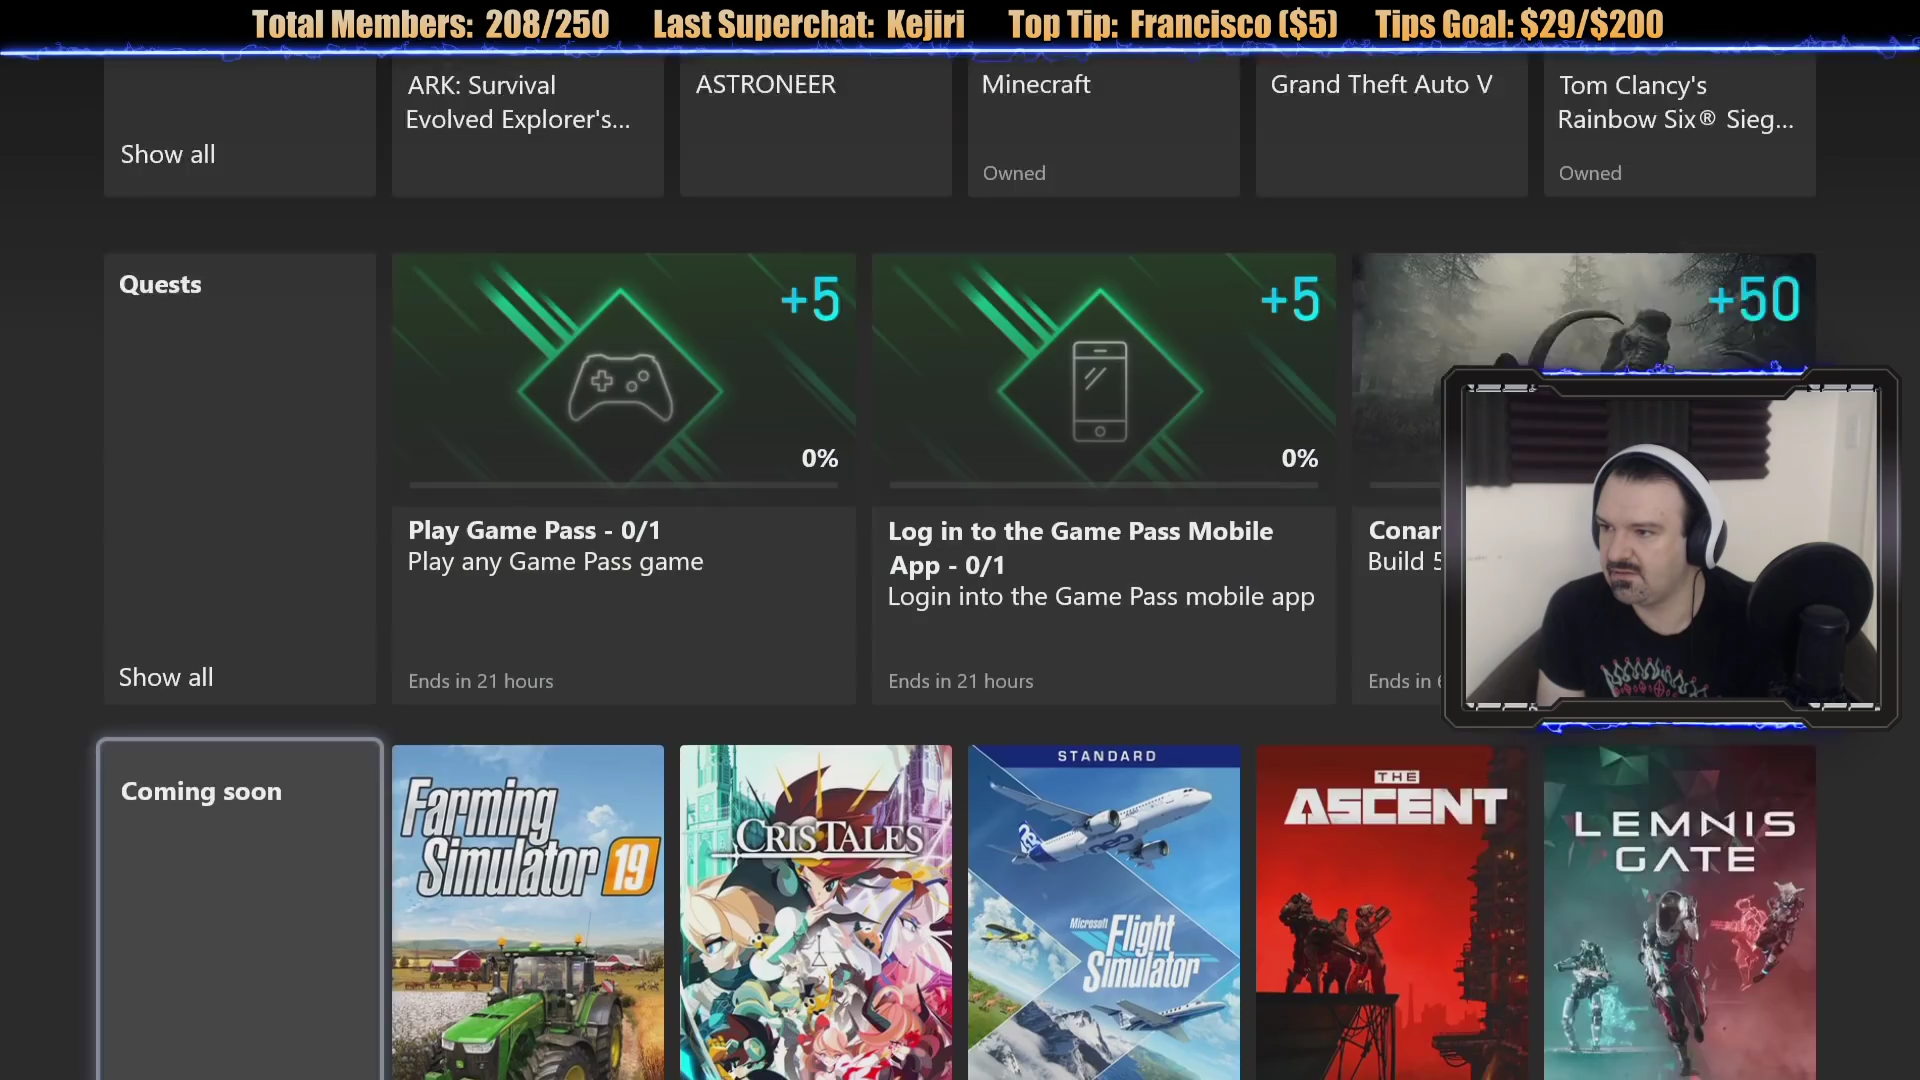 Total Members: 208/250 Last Superchat: Kejiri Top Tip: Francisco ($5) Tips Goal: $29/$200
Show all
ARK: Survival
Evolved Explorer's...
ASTRONEER
Minecraft
Owned
Grand Theft Auto V
Tom Clancy's
Rainbow Six® Sieg...
Owned
Quests
Show all
+5
0%
Play Game Pass - 0/1
Play any Game Pass game
Ends in 21 hours
+5
0%
Log in to the Game Pass Mobile
App - 0/1
Login into the Game Pass mobile app
Ends in 21 hours
+50
Conan
Build 5
Ends in 6
Coming soon
Farming
Simulator 19
CRIS TALES
STANDARD
Microsoft
Flight
Simulator
THE
ASCENT
LEMNIS
GATE